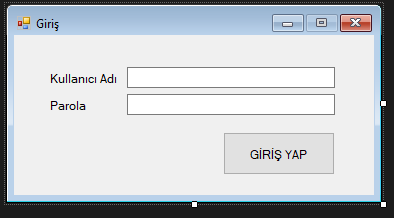 Giriş
Kullanıcı Adı
Parola
GİRİŞ YAP